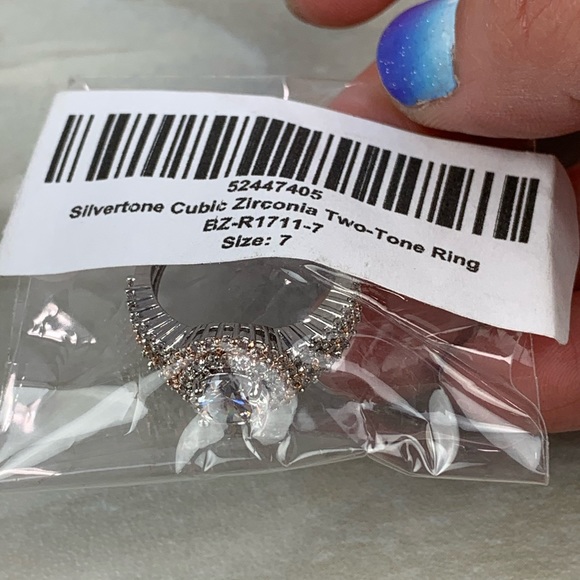 52447405
Silvertone Cubic Zirconia Two-Tone Ring
BZ-R1711-7
Size: 7